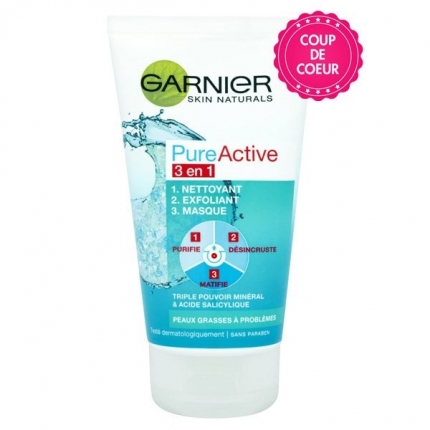 COUP
DE
COEUR
GARNIER
SKIN NATURALS
PureActive
3 en 1
1. NETTOYANT
2. EXFOLIANT
3. MASQUE
1
PURIFIE
2
DÉSINCRUSTE
3
MATIFIE
TRIPLE POUVOIR MINÉRAL
& ACIDE SALICYLIQUE
PEAUX GRASSES À PROBLÈMES
Testé dermatologiquement | SANS PARABEN